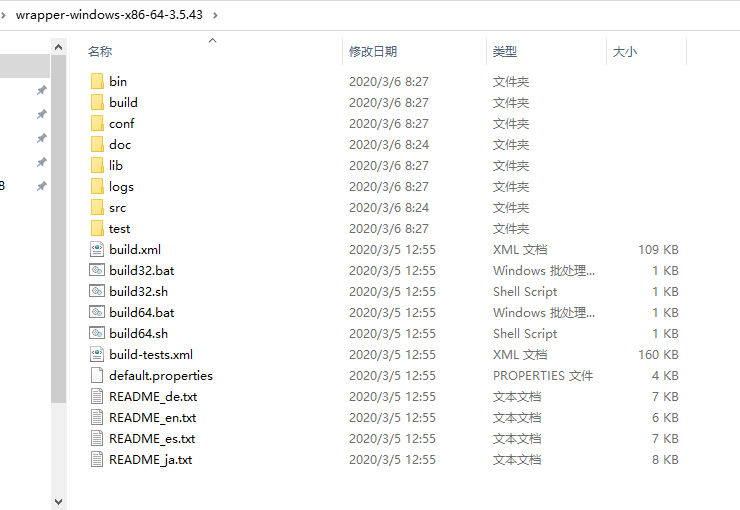 wrapper-windows-x86-64-3.5.43
名称 修改日期 类型 大小
bin 2020/3/6 8:27 文件夹
build 2020/3/6 8:27 文件夹
conf 2020/3/6 8:27 文件夹
doc 2020/3/6 8:24 文件夹
lib 2020/3/6 8:27 文件夹
8 logs 2020/3/6 8:27 文件夹
src 2020/3/6 8:24 文件夹
test 2020/3/6 8:27 文件夹
build.xml 2020/3/5 12:55 XML 文档 109 KB
build32.bat 2020/3/5 12:55 Windows 批处理... 1 KB
build32.sh 2020/3/5 12:55 Shell Script 1 KB
build64.bat 2020/3/5 12:55 Windows 批处理... 1 KB
build64.sh 2020/3/5 12:55 Shell Script 1 KB
build-tests.xml 2020/3/5 12:55 XML 文档 160 KB
default.properties 2020/3/5 12:55 PROPERTIES 文件 4 KB
README_de.txt 2020/3/5 12:55 文本文档 7 KB
README_en.txt 2020/3/5 12:55 文本文档 6 KB
README_es.txt 2020/3/5 12:55 文本文档 7 KB
README_ja.txt 2020/3/5 12:55 文本文档 8 KB